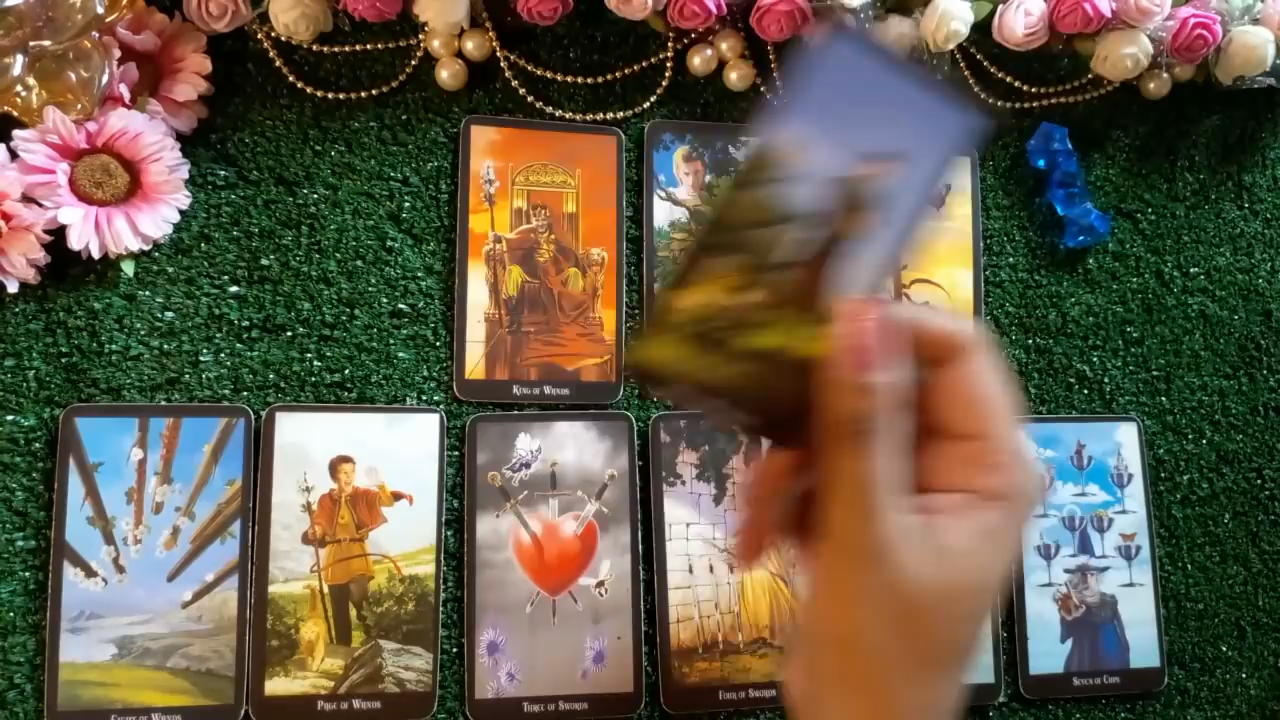 King of Wands
Eight of Wands
Page of Wands
Three of Swords
Four of Swords
Seven of Cups